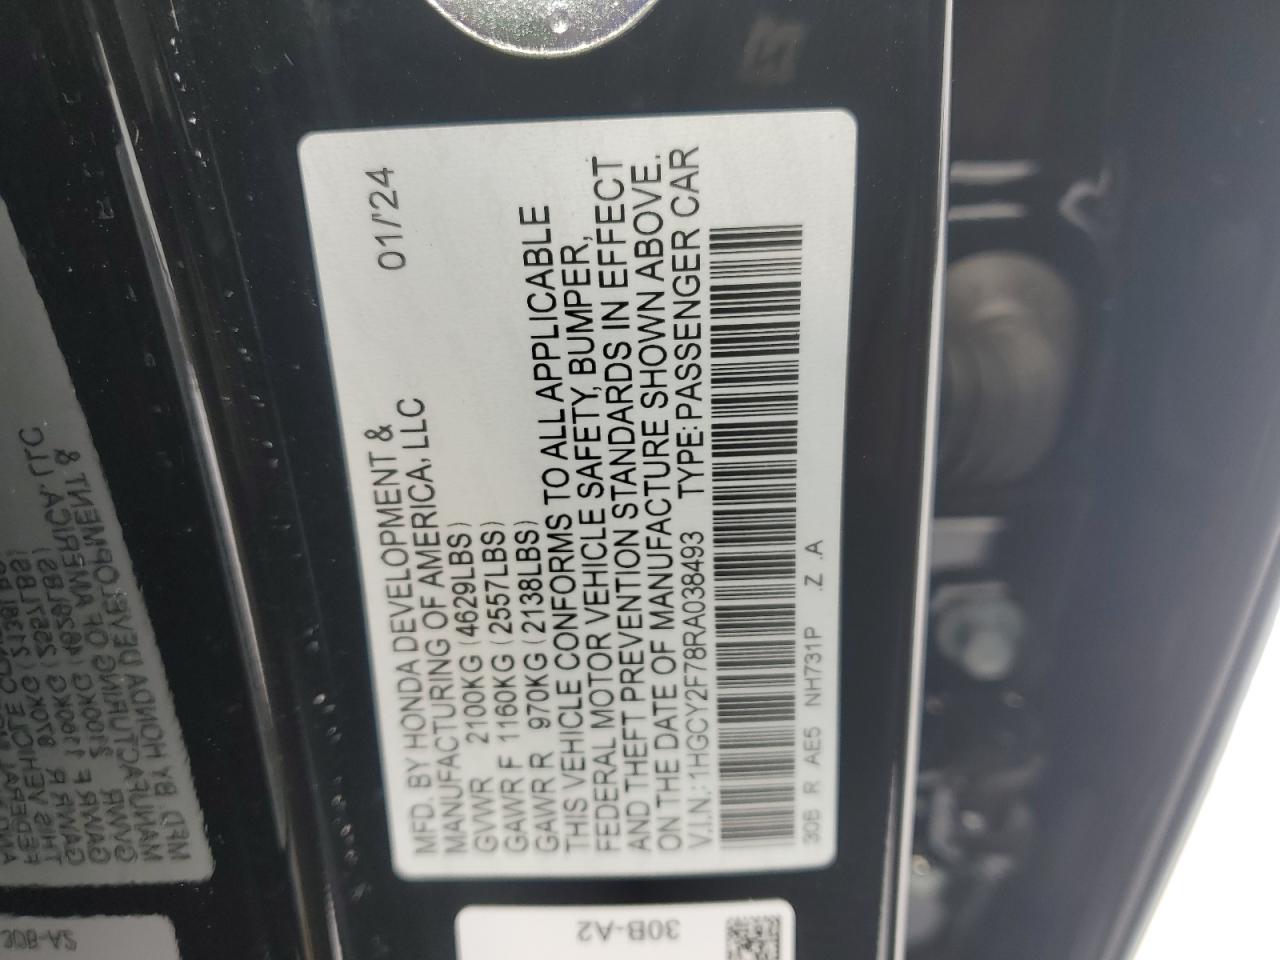 MFD. BY HONDA DEVELOPMENT &
MANUFACTURING OF AMERICA, LLC 01/'24
GVWR 2100KG (4629LBS)
GAWR F 1160KG (2557LBS)
GAWR R 970KG (2138LBS)
THIS VEHICLE CONFORMS TO ALL APPLICABLE
FEDERAL MOTOR VEHICLE SAFETY, BUMPER,
AND THEFT PREVENTION STANDARDS IN EFFECT
ON THE DATE OF MANUFACTURE SHOWN ABOVE.
V.I.N.: 1HGCY2F78RA038493 TYPE: PASSENGER CAR
30B R AE5 NH731P .Z .A
30B-A2